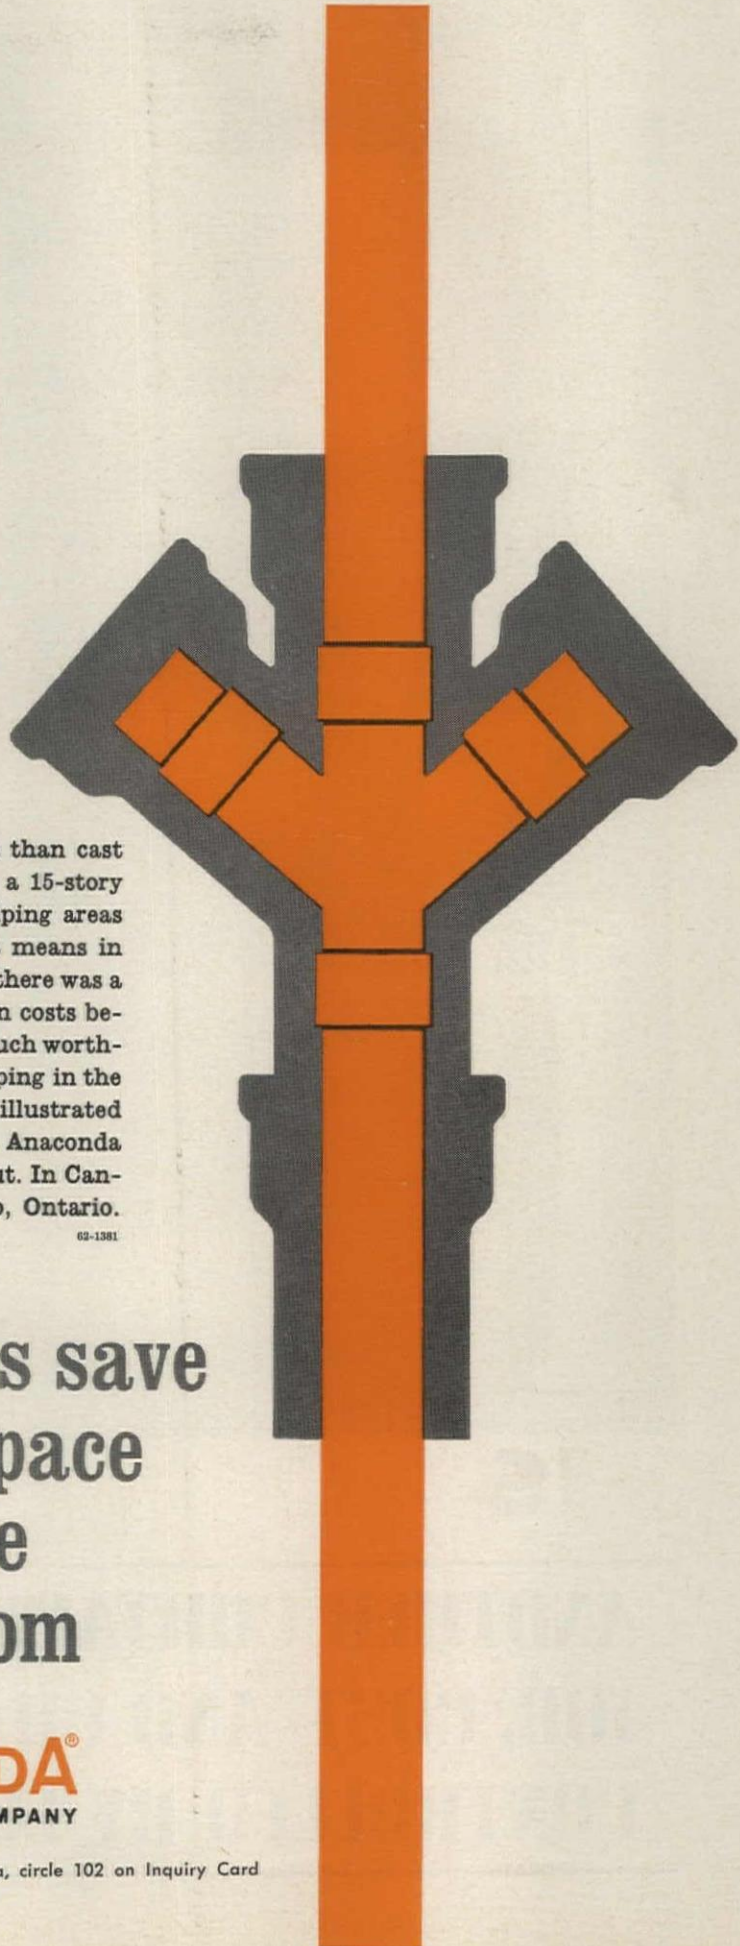 than cast
a 15-story
ping areas
means in
there was a
n costs be-
uch worth-
ping in the
illustrated
Anaconda
ut. In Can-
o, Ontario.
62-1381
s save
pace
e
om
DA®
MPANY
a, circle 102 on Inquiry Card